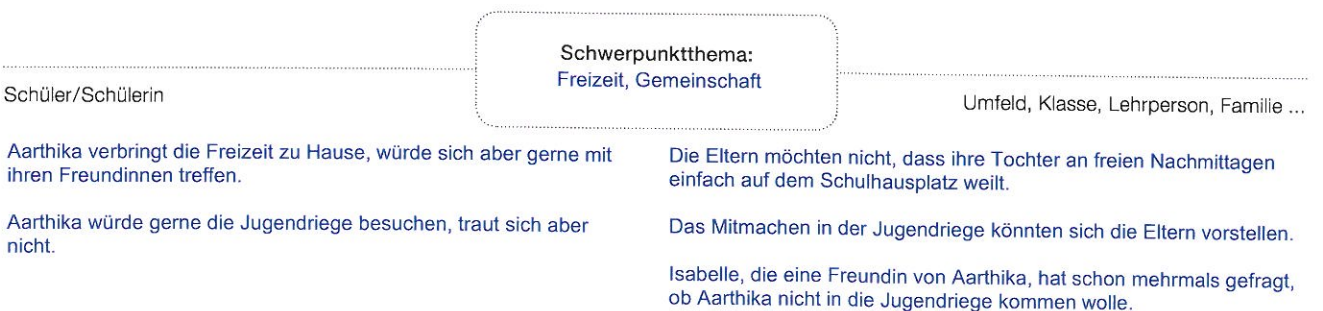 Schwerpunktthema:
Freizeit, Gemeinschaft
Schüler/Schülerin
Umfeld, Klasse, Lehrperson, Familie ...
Aarthika verbringt die Freizeit zu Hause, würde sich aber gerne mit
ihren Freundinnen treffen.
Aarthika würde gerne die Jugendriege besuchen, traut sich aber
nicht.
Die Eltern möchten nicht, dass ihre Tochter an freien Nachmittagen
einfach auf dem Schulhausplatz weilt.
Das Mitmachen in der Jugendriege könnten sich die Eltern vorstellen.
Isabelle, die eine Freundin von Aarthika, hat schon mehrmals gefragt,
ob Aarthika nicht in die Jugendriege kommen wolle.